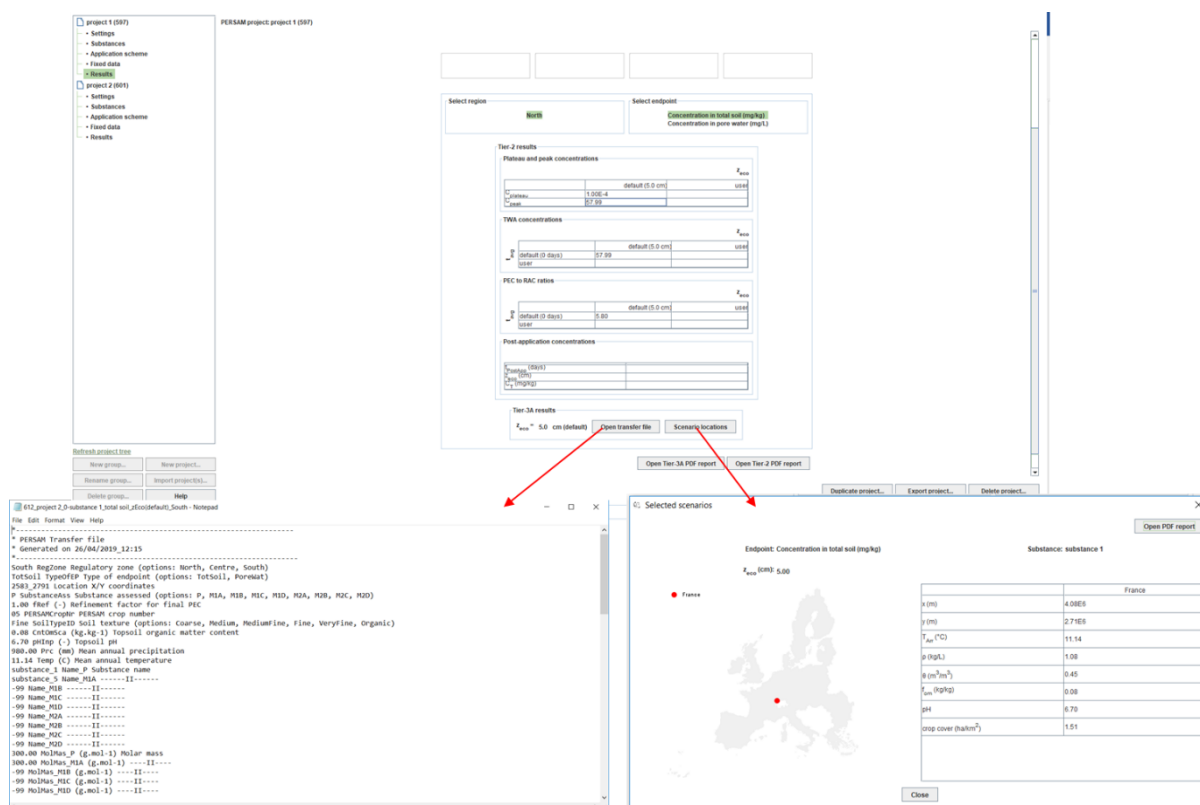 project 1 (597)
• Settings
• Substances
• Application scheme
• Fixed data
• Results
project 2 (601)
• Settings
• Substances
• Application scheme
• Fixed data
• Results
Refresh project tree
New group... New project...
Rename group... Import project(s)...
Delete group... Help
PERSAM project: project 1 (597)
Select region
North
Select endpoint
Concentration in total soil (mg/kg)
Concentration in pore water (mg/L)
Tier-2 results
Plateau and peak concentrations
zeco
default (5.0 cm) user
Cplateau 1.00E-4
Cpeak 57.99
TWA concentrations
zeco
default (5.0 cm) user
tavg default (0 days) 57.99
user
PEC to RAC ratios
zeco
default (5.0 cm) user
tavg default (0 days) 5.80
user
Post-application concentrations
(days)
zeco (cm)
(mg/kg)
Tier-3A results
zeco = 5.0 cm (default) Open transfer file Scenario locations
Open Tier-3A PDF report Open Tier-2 PDF report
Duplicate project... Export project... Delete project...
612_project 2_0-substance 1_total soil_zEco(default)_South - Notepad
File Edit Format View Help
*------------------------------------------------------------------
* PERSAM Transfer file
* Generated on 26/04/2019_12:15
*------------------------------------------------------------------
South RegZone Regulatory zone (options: North, Centre, South)
TotSoil TypeOfEP Type of endpoint (options: TotSoil, PoreWat)
2583_2791 Location X/Y coordinates
P SubstanceAss Substance assessed (options: P, M1A, M1B, M1C, M1D, M2A, M2B, M2C, M2D)
1.00 fRef (-) Refinement factor for final PEC
05 PERSAMCropNr PERSAM crop number
Fine SoilTypeID Soil texture (options: Coarse, Medium, MediumFine, Fine, VeryFine, Organic)
0.08 CntOmSca (kg.kg-1) Topsoil organic matter content
6.70 pHInp (-) Topsoil pH
980.00 Prc (mm) Mean annual precipitation
11.14 Temp (C) Mean annual temperature
substance_1 Name_P Substance name
substance_5 Name_M1A ------II------
-99 Name_M1B ------II------
-99 Name_M1C ------II------
-99 Name_M1D ------II------
-99 Name_M2A ------II------
-99 Name_M2B ------II------
-99 Name_M2C ------II------
-99 Name_M2D ------II------
300.00 MolMas_P (g.mol-1) Molar mass
300.00 MolMas_M1A (g.mol-1) ----II----
-99 MolMas_M1B (g.mol-1) ----II----
-99 MolMas_M1C (g.mol-1) ----II----
-99 MolMas_M1D (g.mol-1) ----II----
Selected scenarios
Open PDF report
Endpoint: Concentration in total soil (mg/kg) Substance: substance 1
zeco (cm): 5.00
France
France
x (m) 4.08E6
y (m) 2.71E6
TArr (°C) 11.14
ρ (kg/L) 1.08
θ (m³/m³) 0.45
fom (kg/kg) 0.08
pH 6.70
crop cover (ha/km²) 1.51
Close